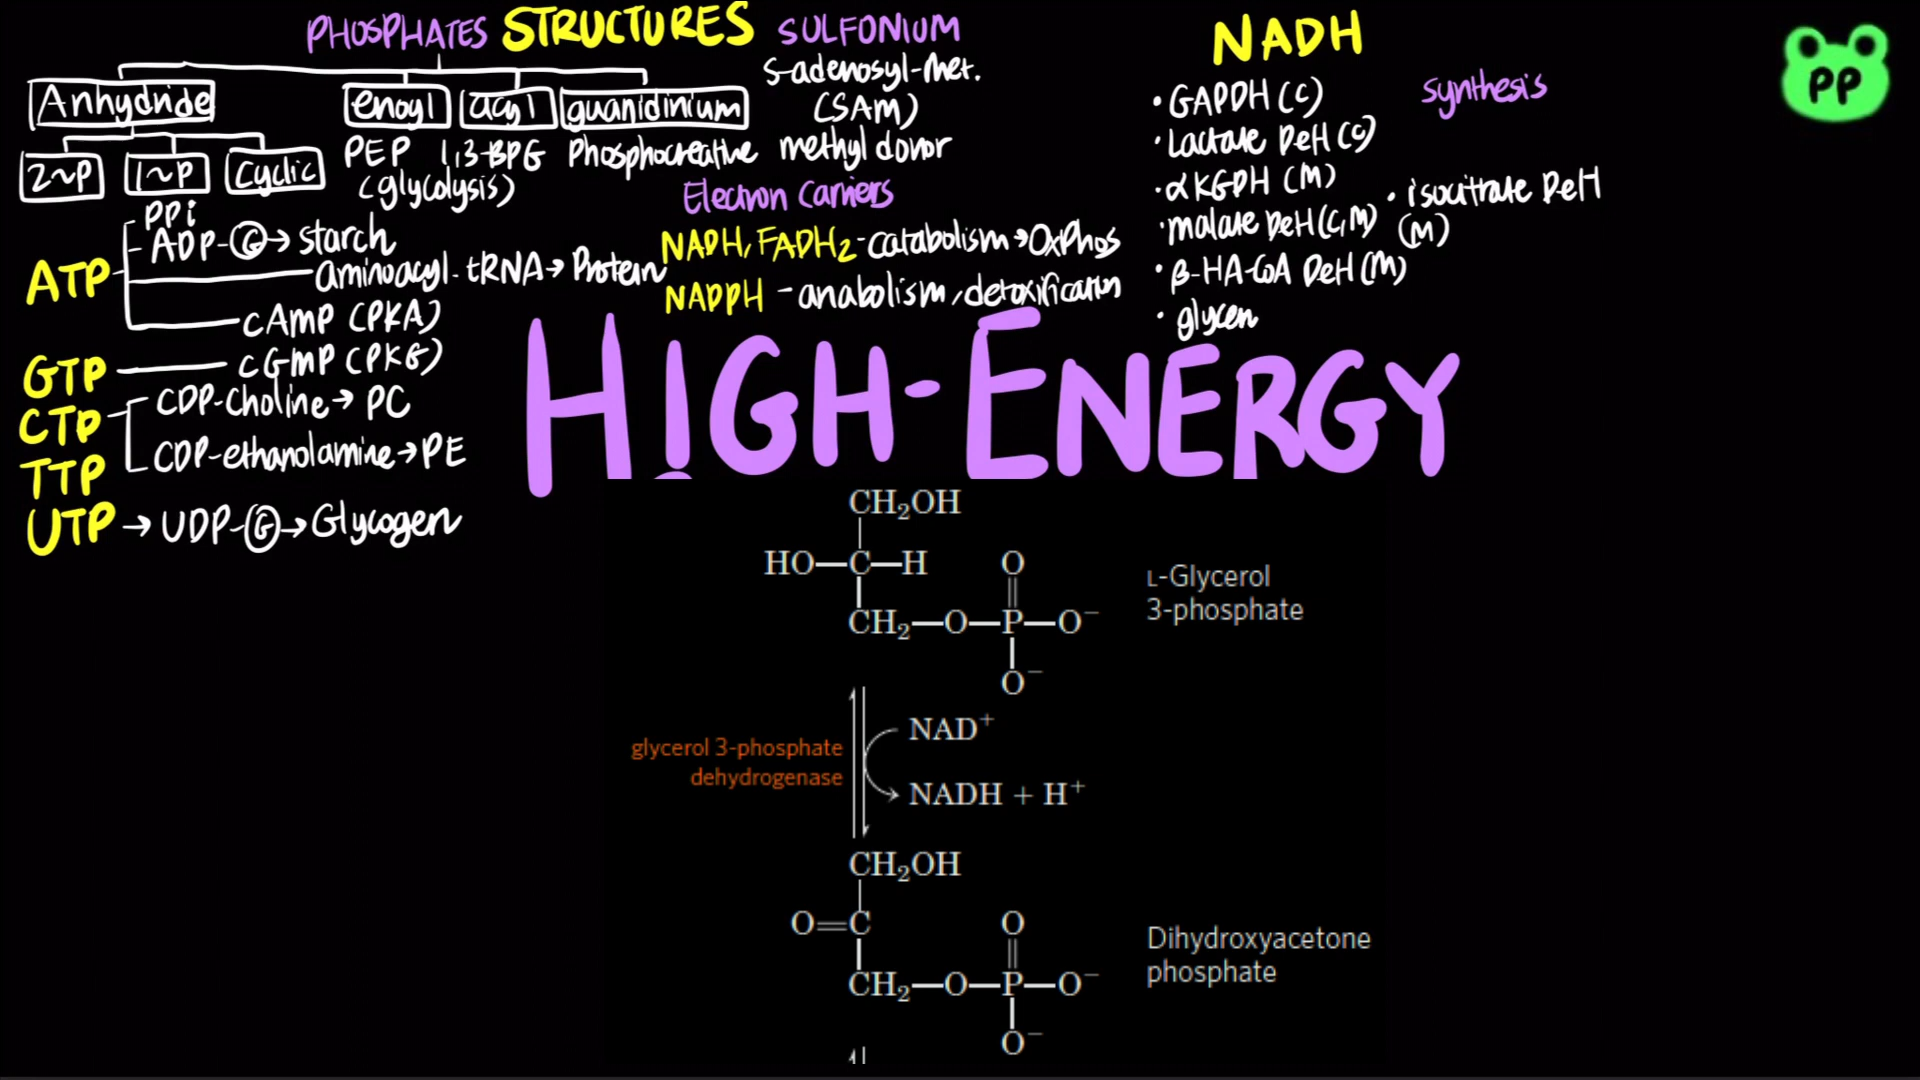 PHOSPHATES STRUCTURES SULFONIUM
Anhydride
enoyl
acyl
guanidinium
2~P
1~P
Cyclic
PEP
(glycolysis)
1,3-BPG
Phosphocreatine
S-adenosyl-Met.
(SAM)
methyl donor
ATP
PPi
ADP-G→ starch
aminoacyl-tRNA→ Protein
cAMP (PKA)
GTP
cGMP (PKG)
CTP
CDP-choline→ PC
CDP-ethanolamine→PE
TTP
UTP → UDP-G→Glycogen
Electron Carriers
NADH, FADH2-catabolism→OxPhos
NADPH - anabolism, detoxification
NADH
synthesis
• GAPDH (C)
• Lactate DeH (C)
• αKGDH (M)
• malate DeH (C,M)
• β-HA-CoA DeH (M)
• glycer
• isocitrate DeH
(M)
PP
HIGH-ENERGY
CH₂OH
HO—C—H O
CH₂—O—P—O⁻
O⁻
L-Glycerol
3-phosphate
glycerol 3-phosphate
dehydrogenase
NAD⁺
NADH + H⁺
CH₂OH
O=C O
CH₂—O—P—O⁻
O⁻
Dihydroxyacetone
phosphate